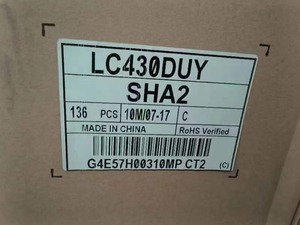 LC430DUY
SHA2
136 PCS 10M/07-17 C
MADE IN CHINA RoHS Verified
G4E57H00310MP CT2 (C)